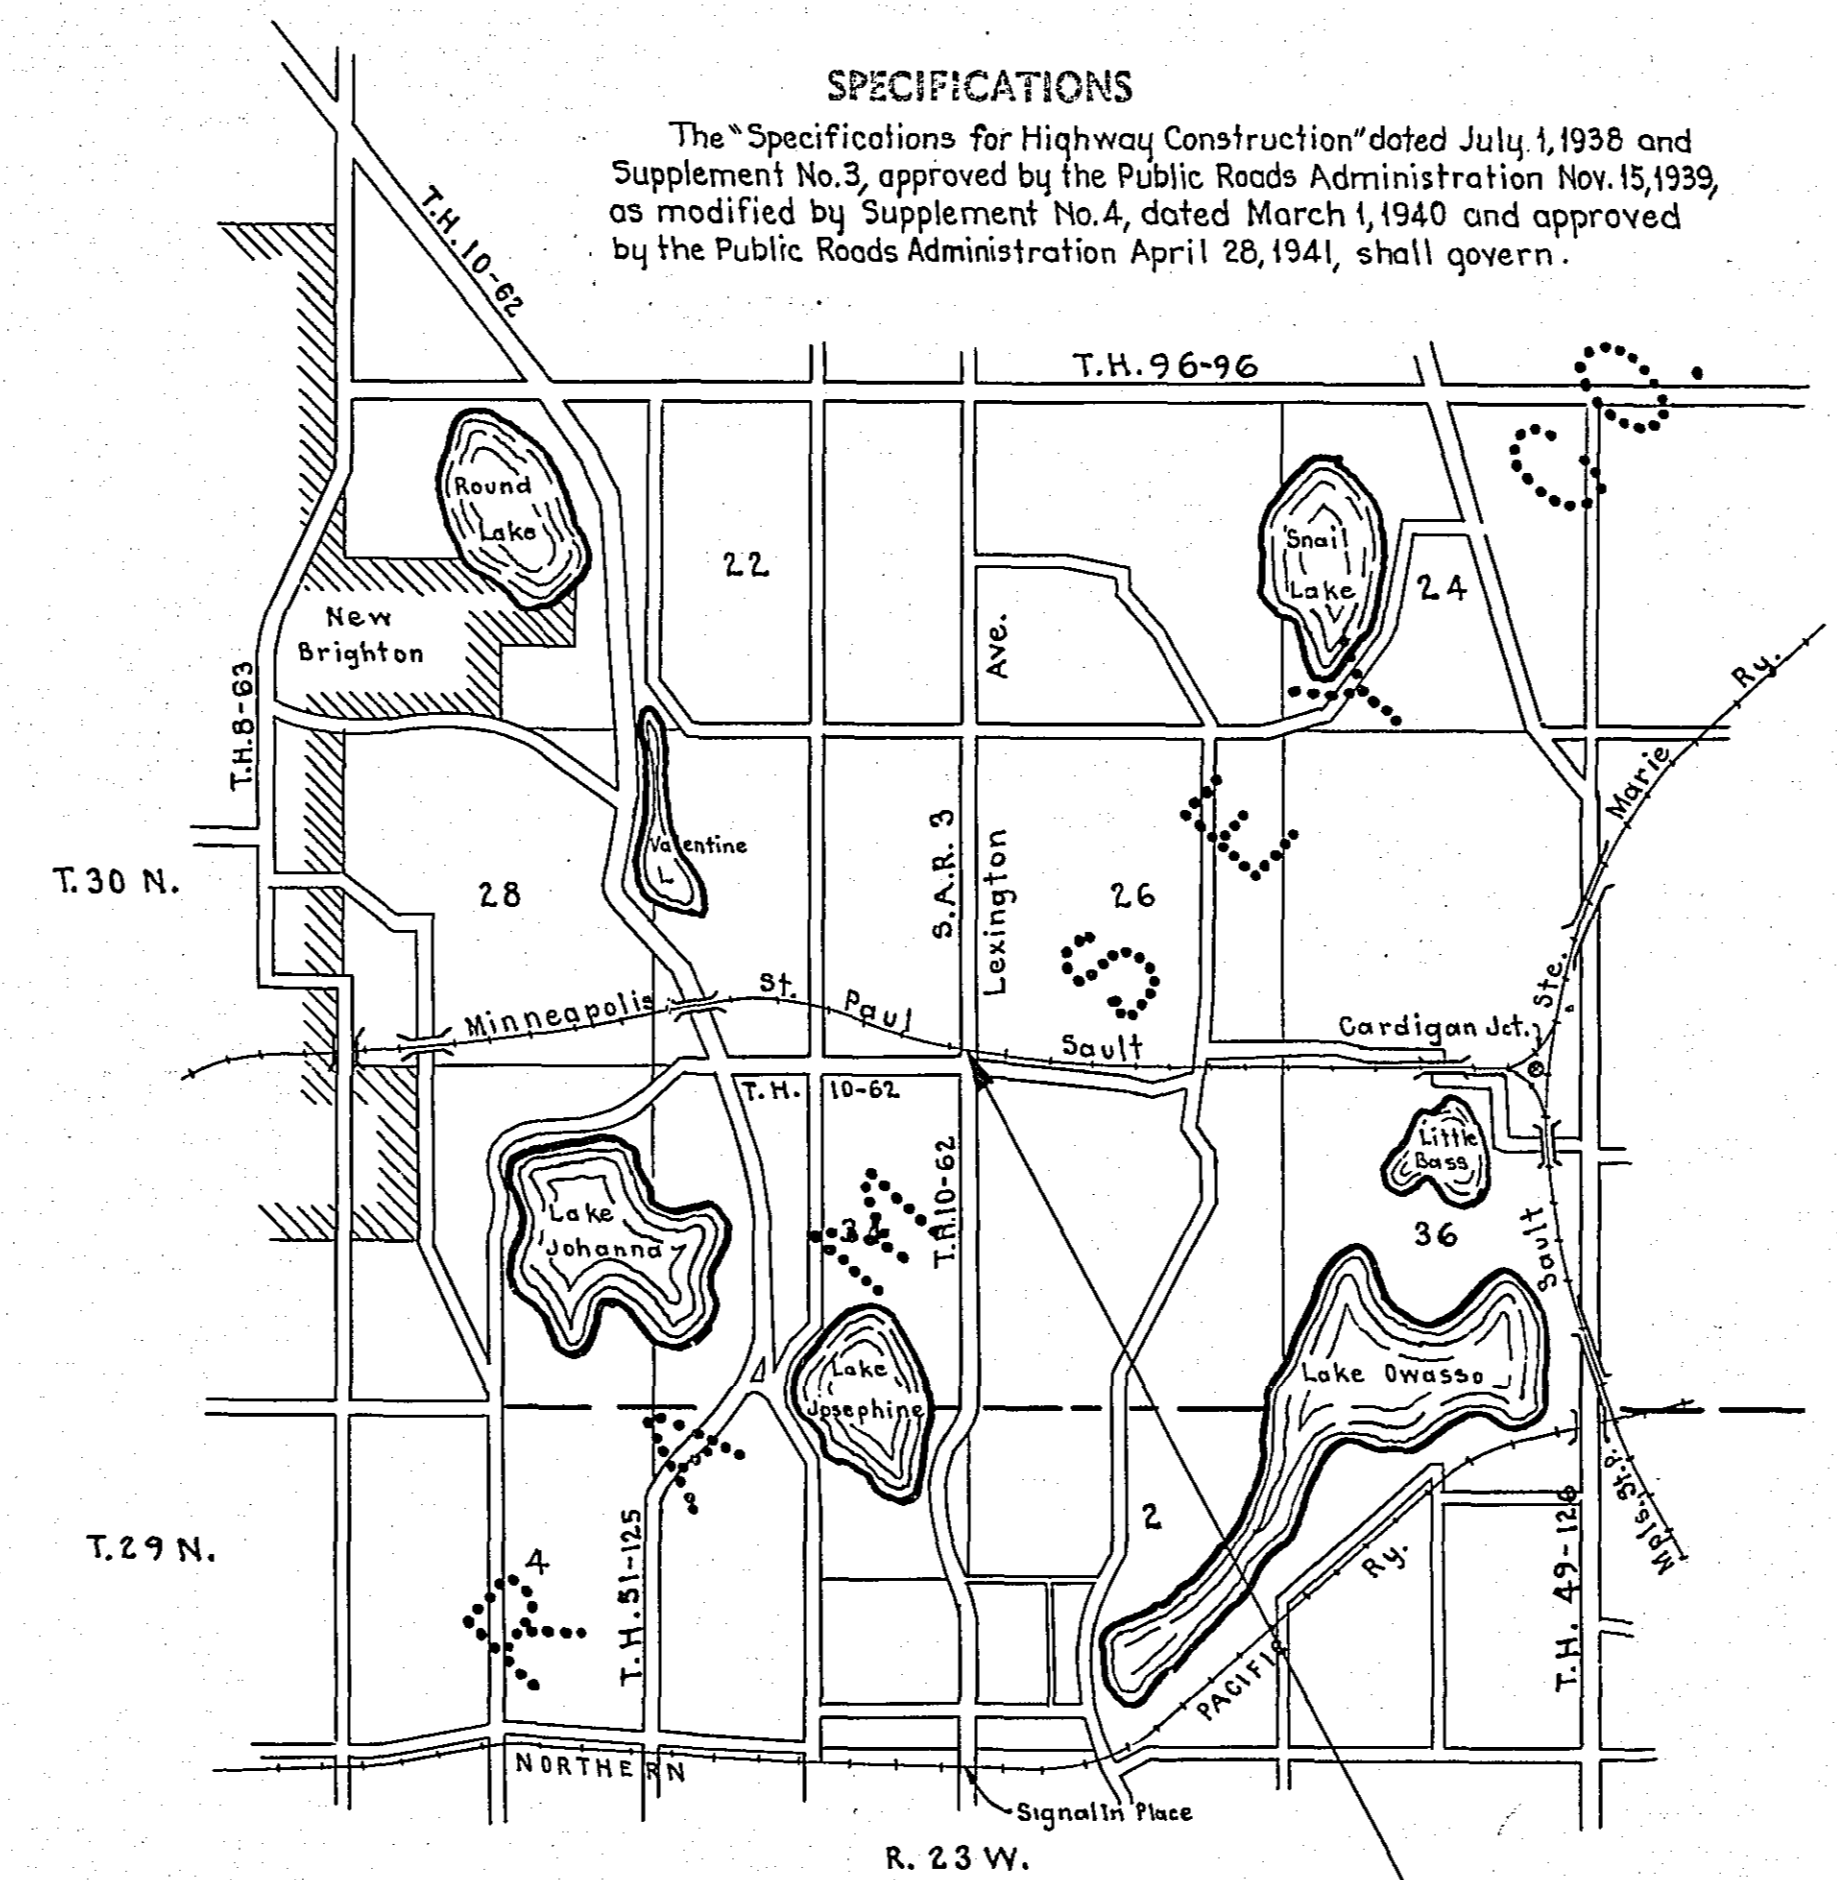 SPECIFICATIONS
The "Specifications for Highway Construction" dated July 1, 1938 and
Supplement No.3, approved by the Public Roads Administration Nov. 15, 1939,
as modified by Supplement No.4, dated March 1, 1940 and approved
by the Public Roads Administration April 28, 1941, shall govern.
T.H. 10-62
T.H. 96-96
Round
Lake
22
Snail
Lake
24
New
Brighton
Ave.
Ry.
T.H. 8-63
Marie
Valentine
L
S.A.R. 3
Lexington
T. 30 N.
28
26
Ste.
Minneapolis
St.
Paul
Sault
Cardigan Jct.
T.H.
10-62
T.H. 10-62
Little
Bass
Lake
Johanna
34
36
Sault
Lake
Josephine
Lake Owasso
RAMSEY CO.
Mpls., St. P.
T. 29 N.
4
T.H. 51-125
2
Ry.
T.H. 49-126
PACIFIC
NORTHERN
Signal In Place
R. 23 W.